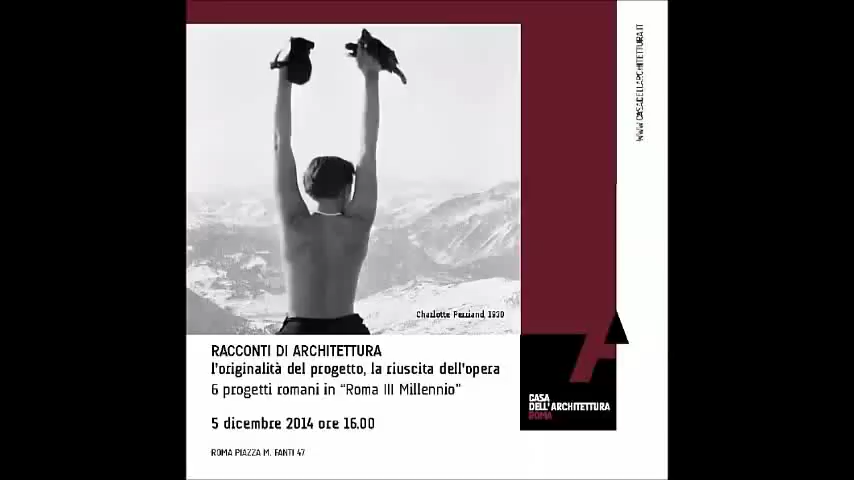 WWW.CASADELLARCHITETTURA.IT
Charlotte Perriand, 1930
RACCONTI DI ARCHITETTURA
l'originalità del progetto, la riuscita dell'opera
6 progetti romani in “Roma III Millennio”
5 dicembre 2014 ore 16.00
ROMA PIAZZA M. FANTI 47
CASA
DELL'ARCHITETTURA
ROMA